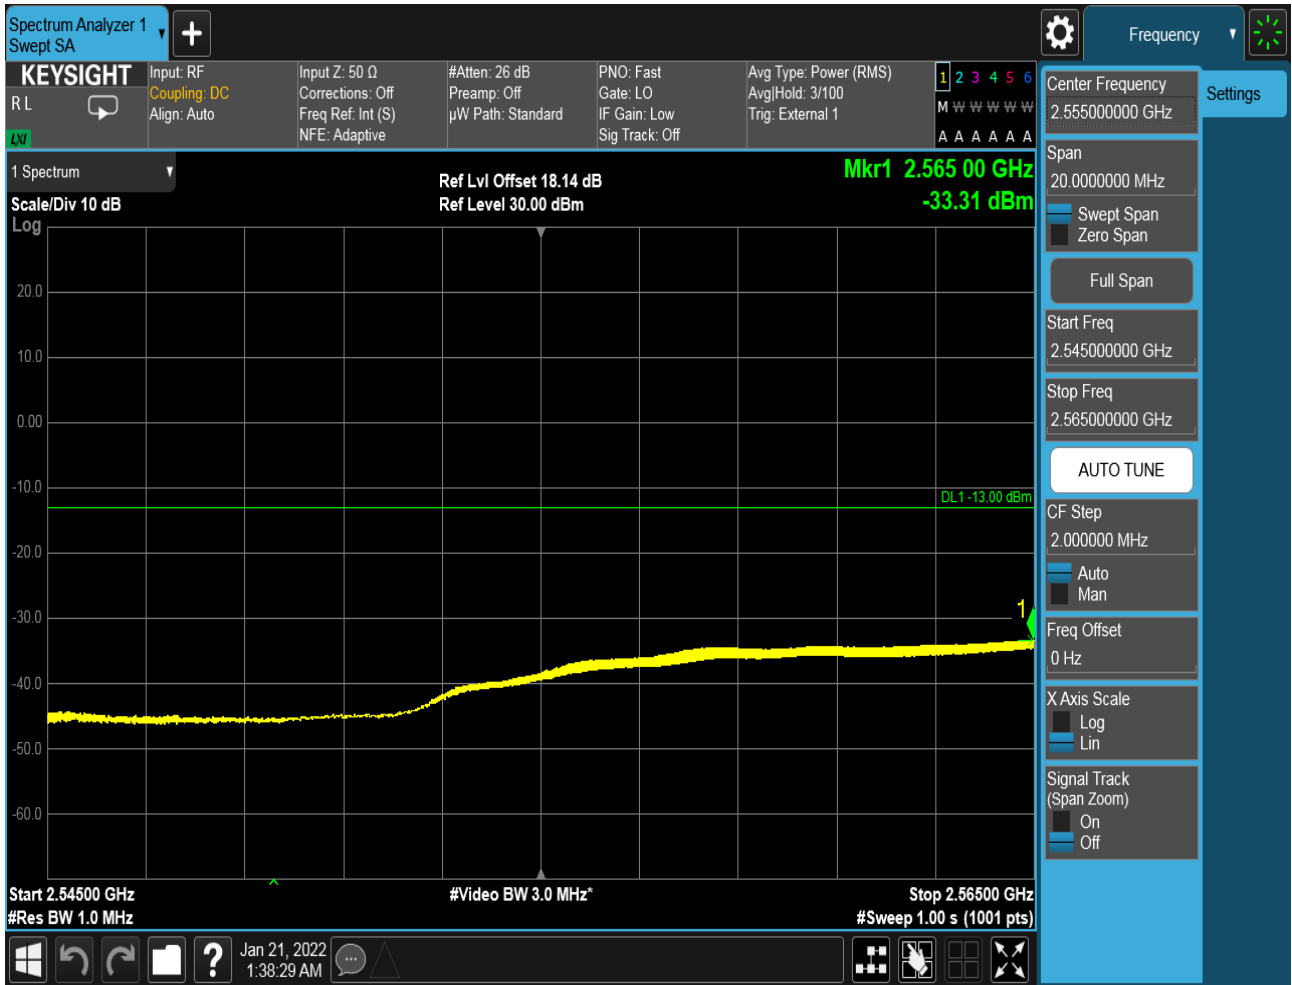 Spectrum Analyzer 1
Swept SA
Frequency
KEYSIGHT
R L
LXI
Input: RF
Coupling: DC
Align: Auto
Input Z: 50 Ω
Corrections: Off
Freq Ref: Int (S)
NFE: Adaptive
#Atten: 26 dB
Preamp: Off
µW Path: Standard
PNO: Fast
Gate: LO
IF Gain: Low
Sig Track: Off
Avg Type: Power (RMS)
Avg|Hold: 3/100
Trig: External 1
1 2 3 4 5 6
M W W W W W
A A A A A A
1 Spectrum
Scale/Div 10 dB
Log
Ref Lvl Offset 18.14 dB
Ref Level 30.00 dBm
Mkr1 2.565 00 GHz
-33.31 dBm
20.0
10.0
0.00
-10.0
DL1 -13.00 dBm
-20.0
-30.0
1
-40.0
-50.0
-60.0
Start 2.54500 GHz
#Res BW 1.0 MHz
#Video BW 3.0 MHz*
Stop 2.56500 GHz
#Sweep 1.00 s (1001 pts)
Center Frequency
2.555000000 GHz
Settings
Span
20.0000000 MHz
Swept Span
Zero Span
Full Span
Start Freq
2.545000000 GHz
Stop Freq
2.565000000 GHz
AUTO TUNE
CF Step
2.000000 MHz
Auto
Man
Freq Offset
0 Hz
X Axis Scale
Log
Lin
Signal Track
(Span Zoom)
On
Off
?
Jan 21, 2022
1:38:29 AM